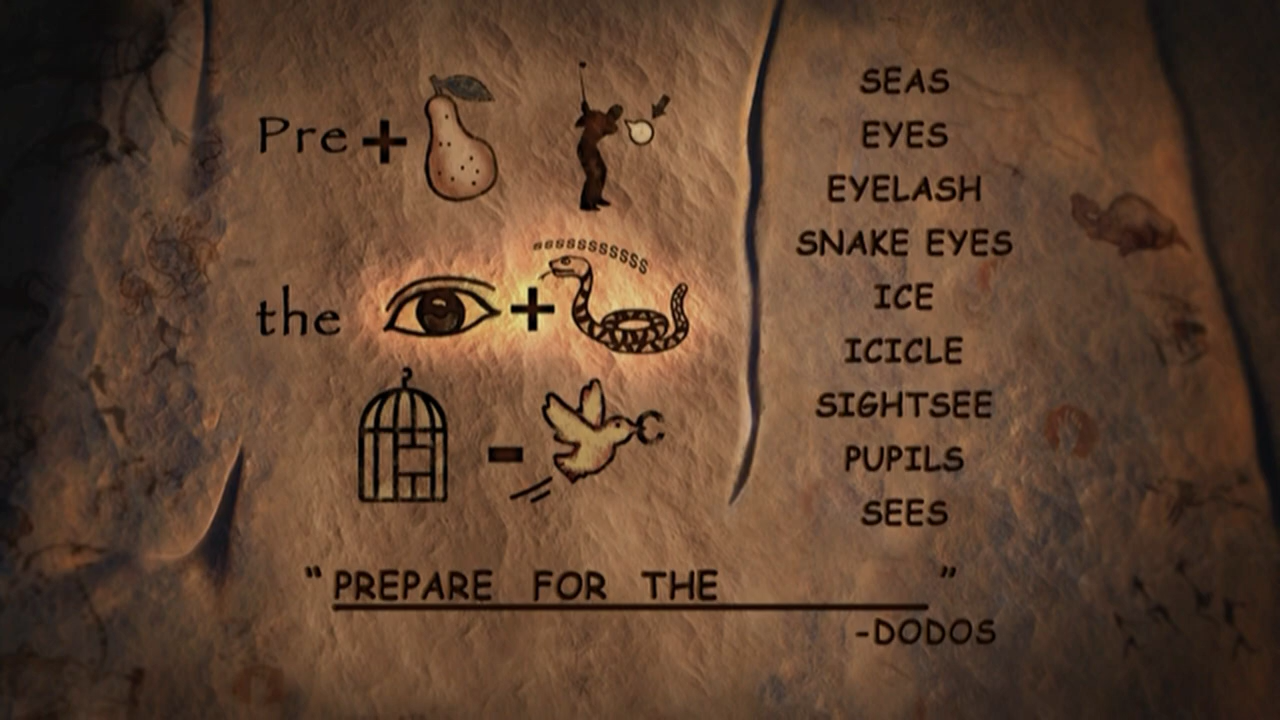 Pre +
sssssssssss
the +
-
C
SEAS
EYES
EYELASH
SNAKE EYES
ICE
ICICLE
SIGHTSEE
PUPILS
SEES
“PREPARE FOR THE ”
-DODOS